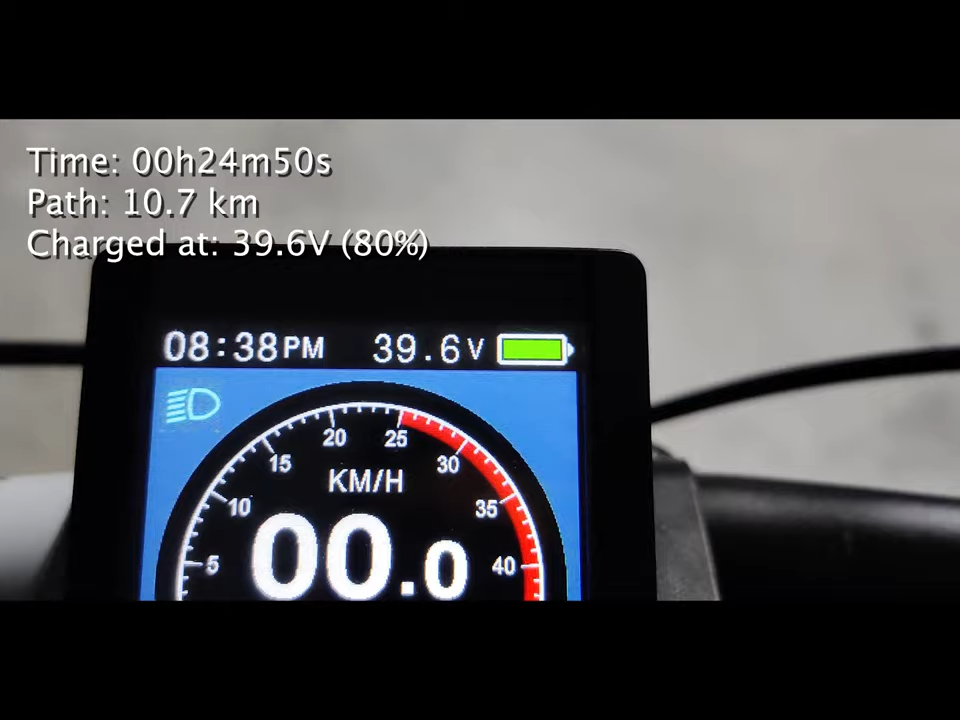 Time: 00h24m50s
Path: 10.7 km
Charged at: 39.6V (80%)
08:38PM 39.6V
20 25
15 30
KM/H
10 35
00.0
5 40